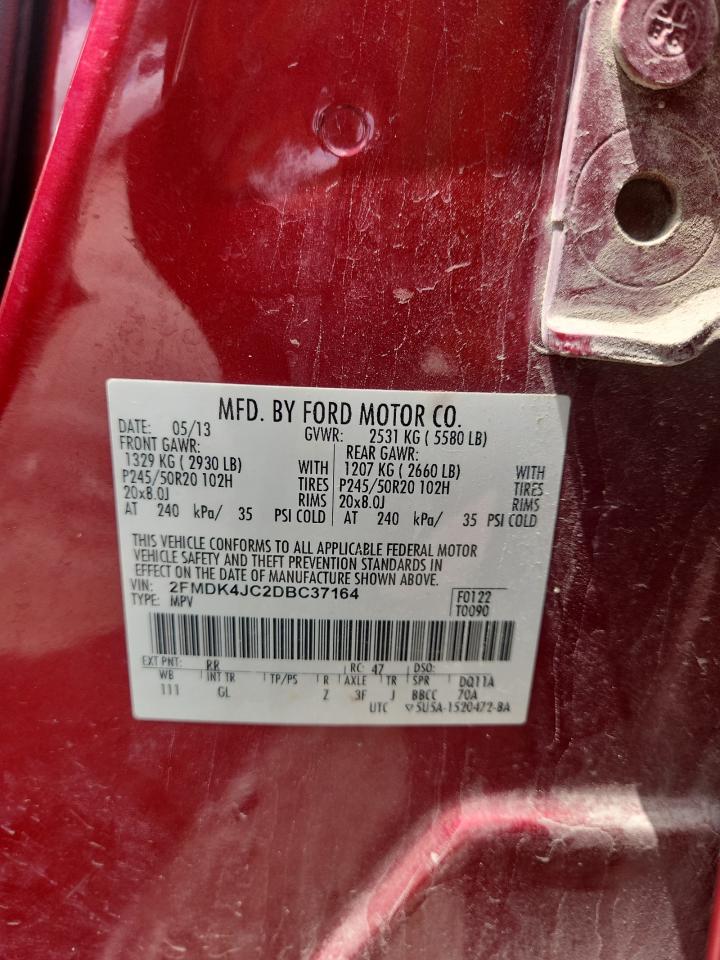 MFD. BY FORD MOTOR CO.
DATE: 05/13 GVWR: 2531 KG ( 5580 LB)
FRONT GAWR: REAR GAWR:
1329 KG ( 2930 LB) WITH 1207 KG ( 2660 LB) WITH
P245/50R20 102H TIRES P245/50R20 102H TIRES
20x8.0J RIMS 20x8.0J RIMS
AT 240 kPa/ 35 PSI COLD AT 240 kPa/ 35 PSI COLD
THIS VEHICLE CONFORMS TO ALL APPLICABLE FEDERAL MOTOR
VEHICLE SAFETY AND THEFT PREVENTION STANDARDS IN
EFFECT ON THE DATE OF MANUFACTURE SHOWN ABOVE.
VIN: 2FMDK4JC2DBC37164 F0122
TYPE: MPV T0090
EXT PNT: RR RC: 47 DSO:
WB INT TR TP/PS R AXLE TR SPR DQ11A
111 GL Z 3F J BBCC 70A
UTC ▽5U5A-1520472-BA